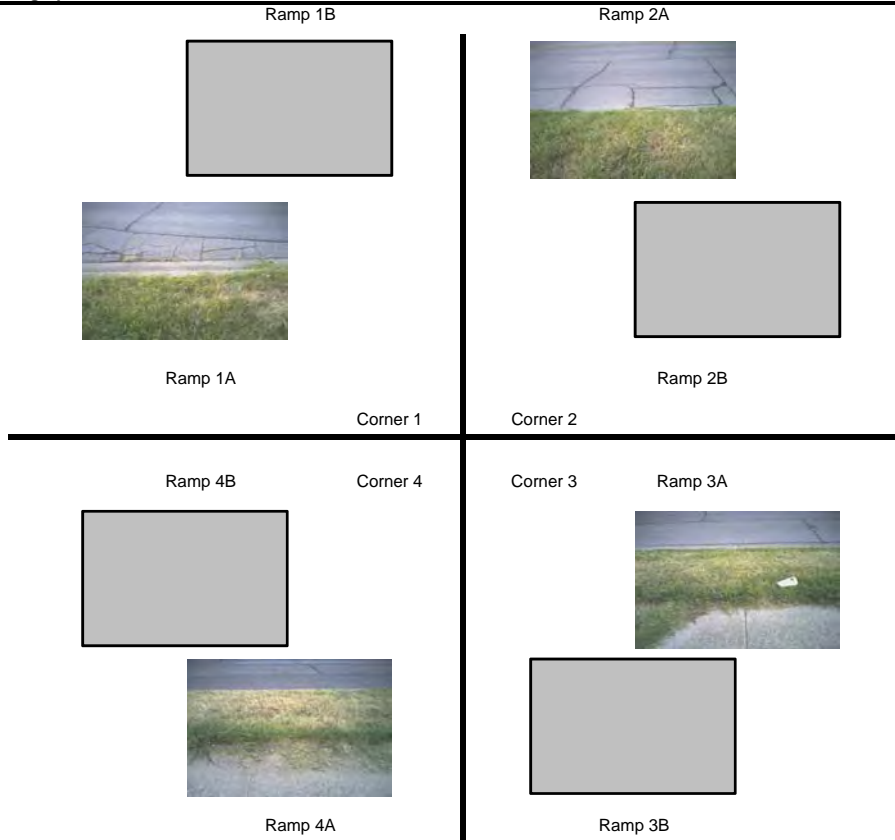 Ramp 1B Ramp 2A
Ramp 1A Ramp 2B
Corner 1 Corner 2
Ramp 4B Corner 4 Corner 3 Ramp 3A
Ramp 4A Ramp 3B